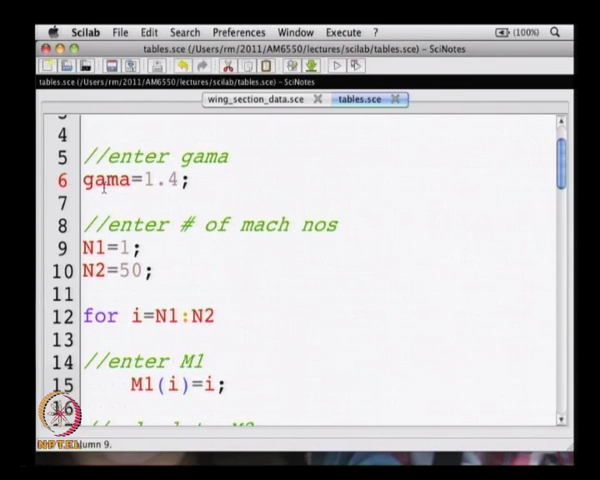 Scilab File Edit Search Preferences Window Execute ? (100%)
tables.sce (/Users/rm/2011/AM6550/lectures/scilab/tables.sce) - SciNotes
tables.sce (/Users/rm/2011/AM6550/lectures/scilab/tables.sce) - SciNotes
wing_section_data.sce tables.sce
4
5 //enter gama
6 gama=1.4;
7
8 //enter # of mach nos
9 N1=1;
10 N2=50;
11
12 for i=N1:N2
13
14 //enter M1
15 M1(i)=i;
16
NPTEL umn 9.